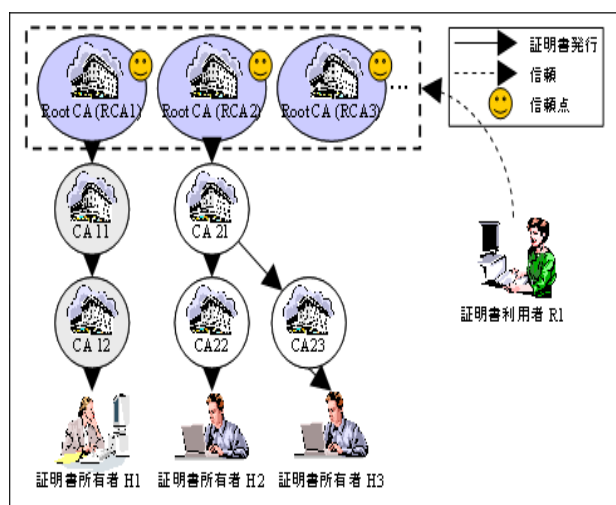 Root CA (RCA1)
Root CA (RCA2)
Root CA (RCA3)
…
証明書発行
信頼
信頼点
CA 11
CA 21
証明書利用者 R1
CA 12
CA22
CA23
証明書所有者 H1
証明書所有者 H2
証明書所有者 H3